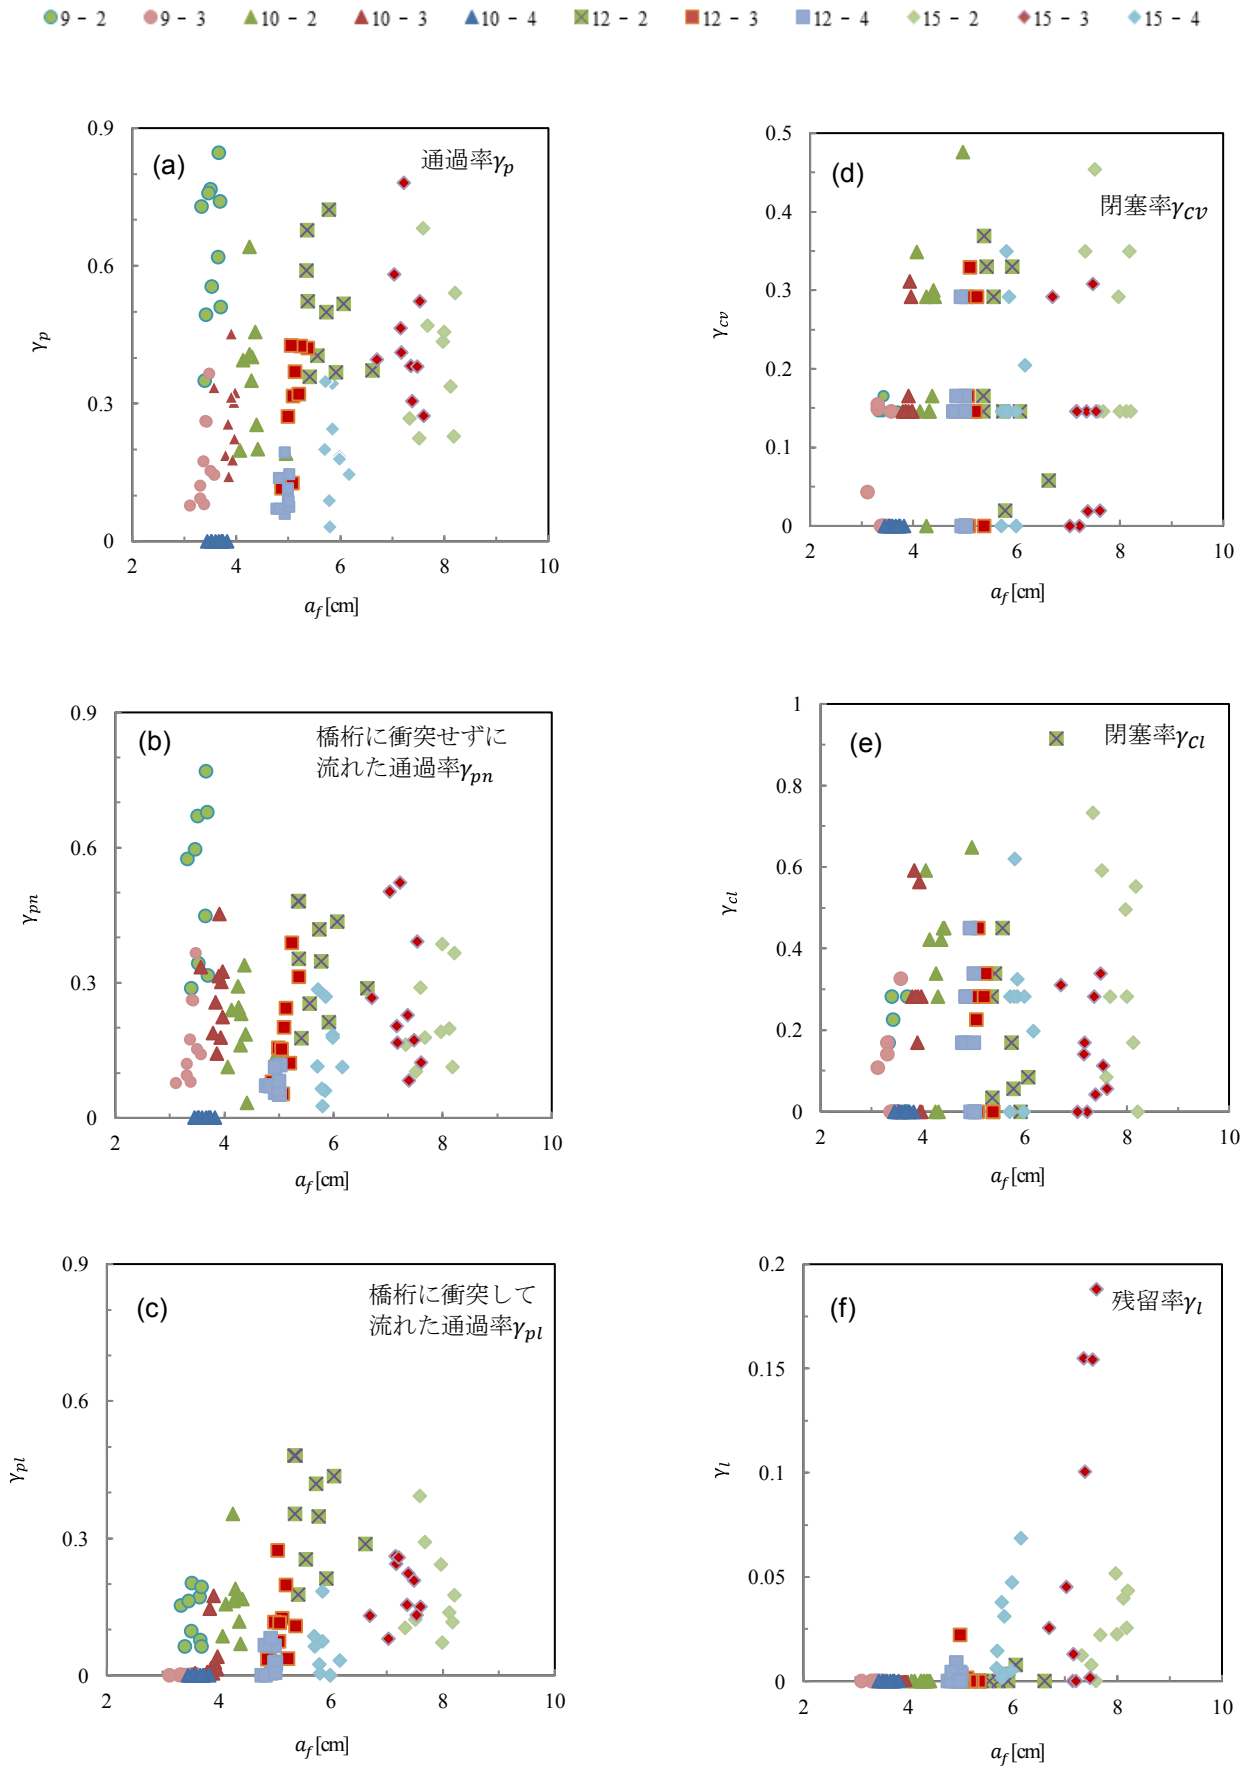 9 - 2  9 - 3  10 - 2  10 - 3  10 - 4  12 - 2  12 - 3  12 - 4  15 - 2  15 - 3  15 - 4
(a)
通過率γp
γp
0.9
0.6
0.3
0
2 4 6 8 10
af[cm]
(d)
閉塞率γCV
γcv
0.5
0.4
0.3
0.2
0.1
0
2 4 6 8 10
af[cm]
(b)
橋桁に衝突せずに
流れた通過率γpn
γpn
0.9
0.6
0.3
0
2 4 6 8 10
af[cm]
(e)
閉塞率γCl
γcl
1
0.8
0.6
0.4
0.2
0
2 4 6 8 10
af[cm]
(c)
橋桁に衝突して
流れた通過率γpl
γpl
0.9
0.6
0.3
0
2 4 6 8 10
af[cm]
(f)
残留率γl
γl
0.2
0.15
0.1
0.05
0
2 4 6 8 10
af[cm]